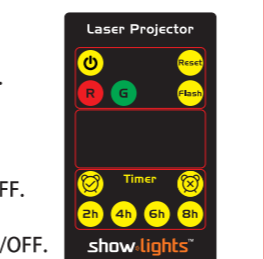 Laser Projector
.
Reset
R G Flash
FF.
Timer
2h 4h 6h 8h
/OFF.
show lights™